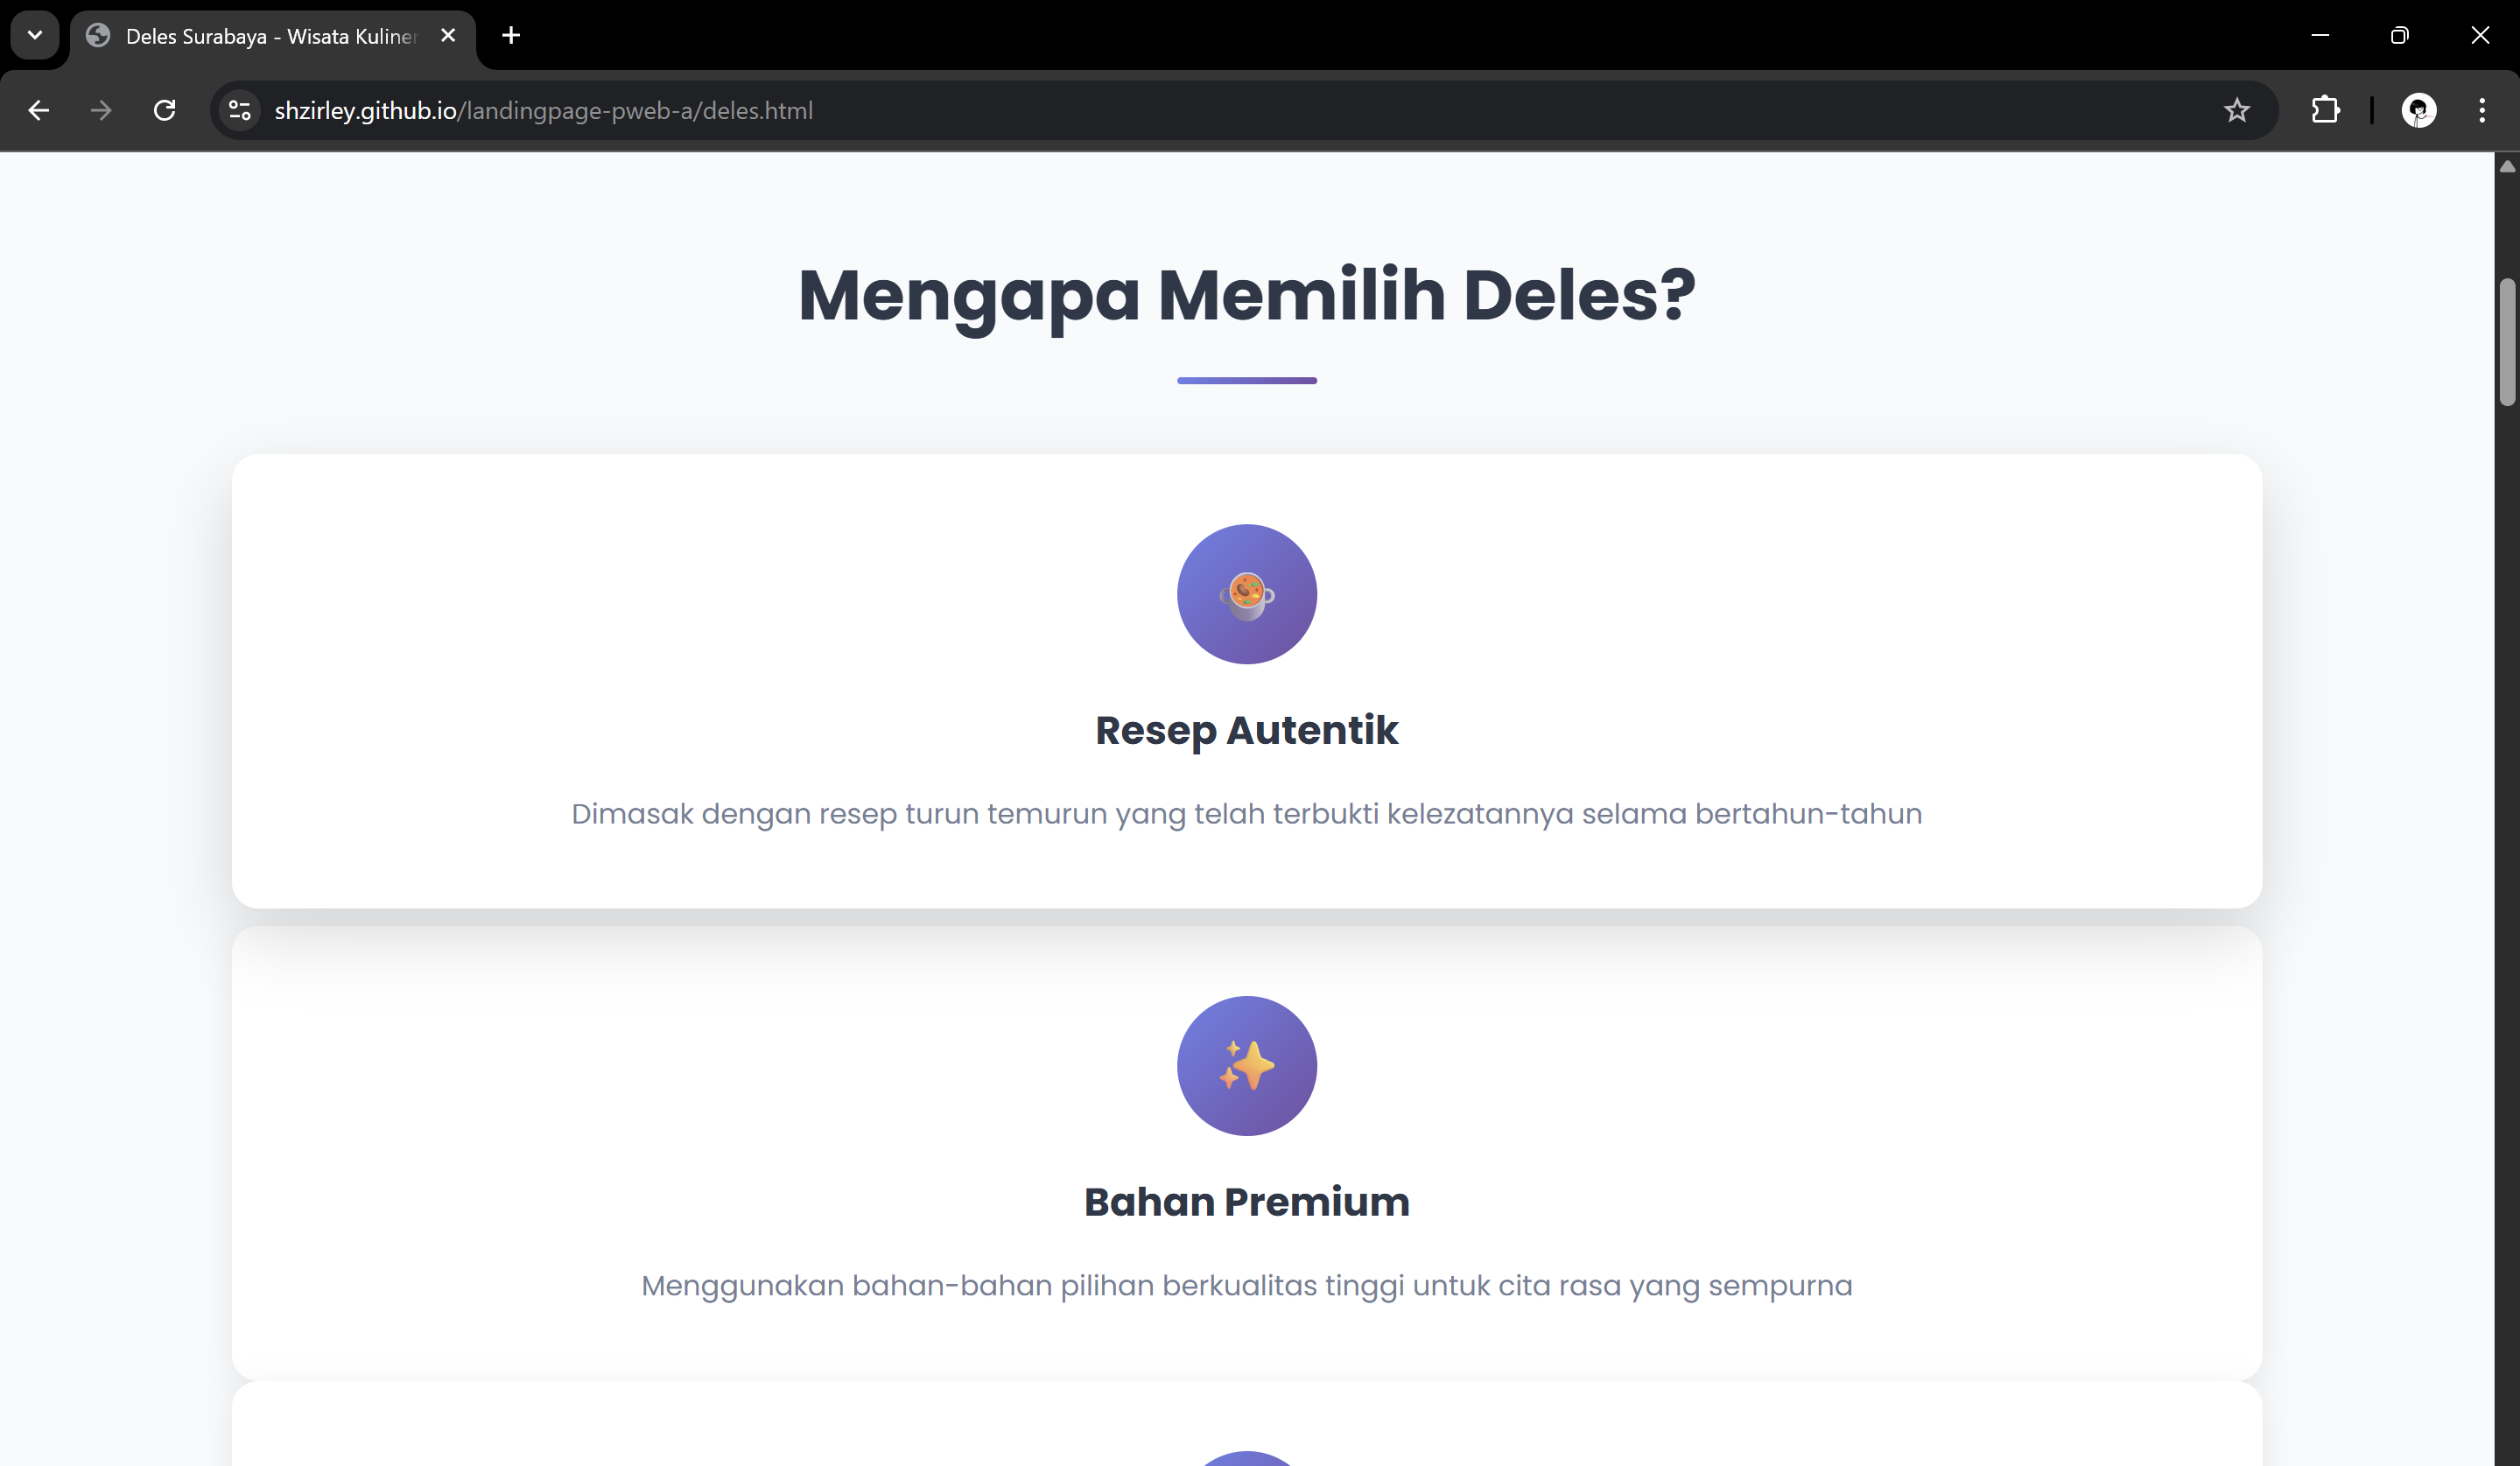 Deles Surabaya - Wisata Kuliner
shzirley.github.io/landingpage-pweb-a/deles.html
Mengapa Memilih Deles?
Resep Autentik
Dimasak dengan resep turun temurun yang telah terbukti kelezatannya selama bertahun-tahun
Bahan Premium
Menggunakan bahan-bahan pilihan berkualitas tinggi untuk cita rasa yang sempurna